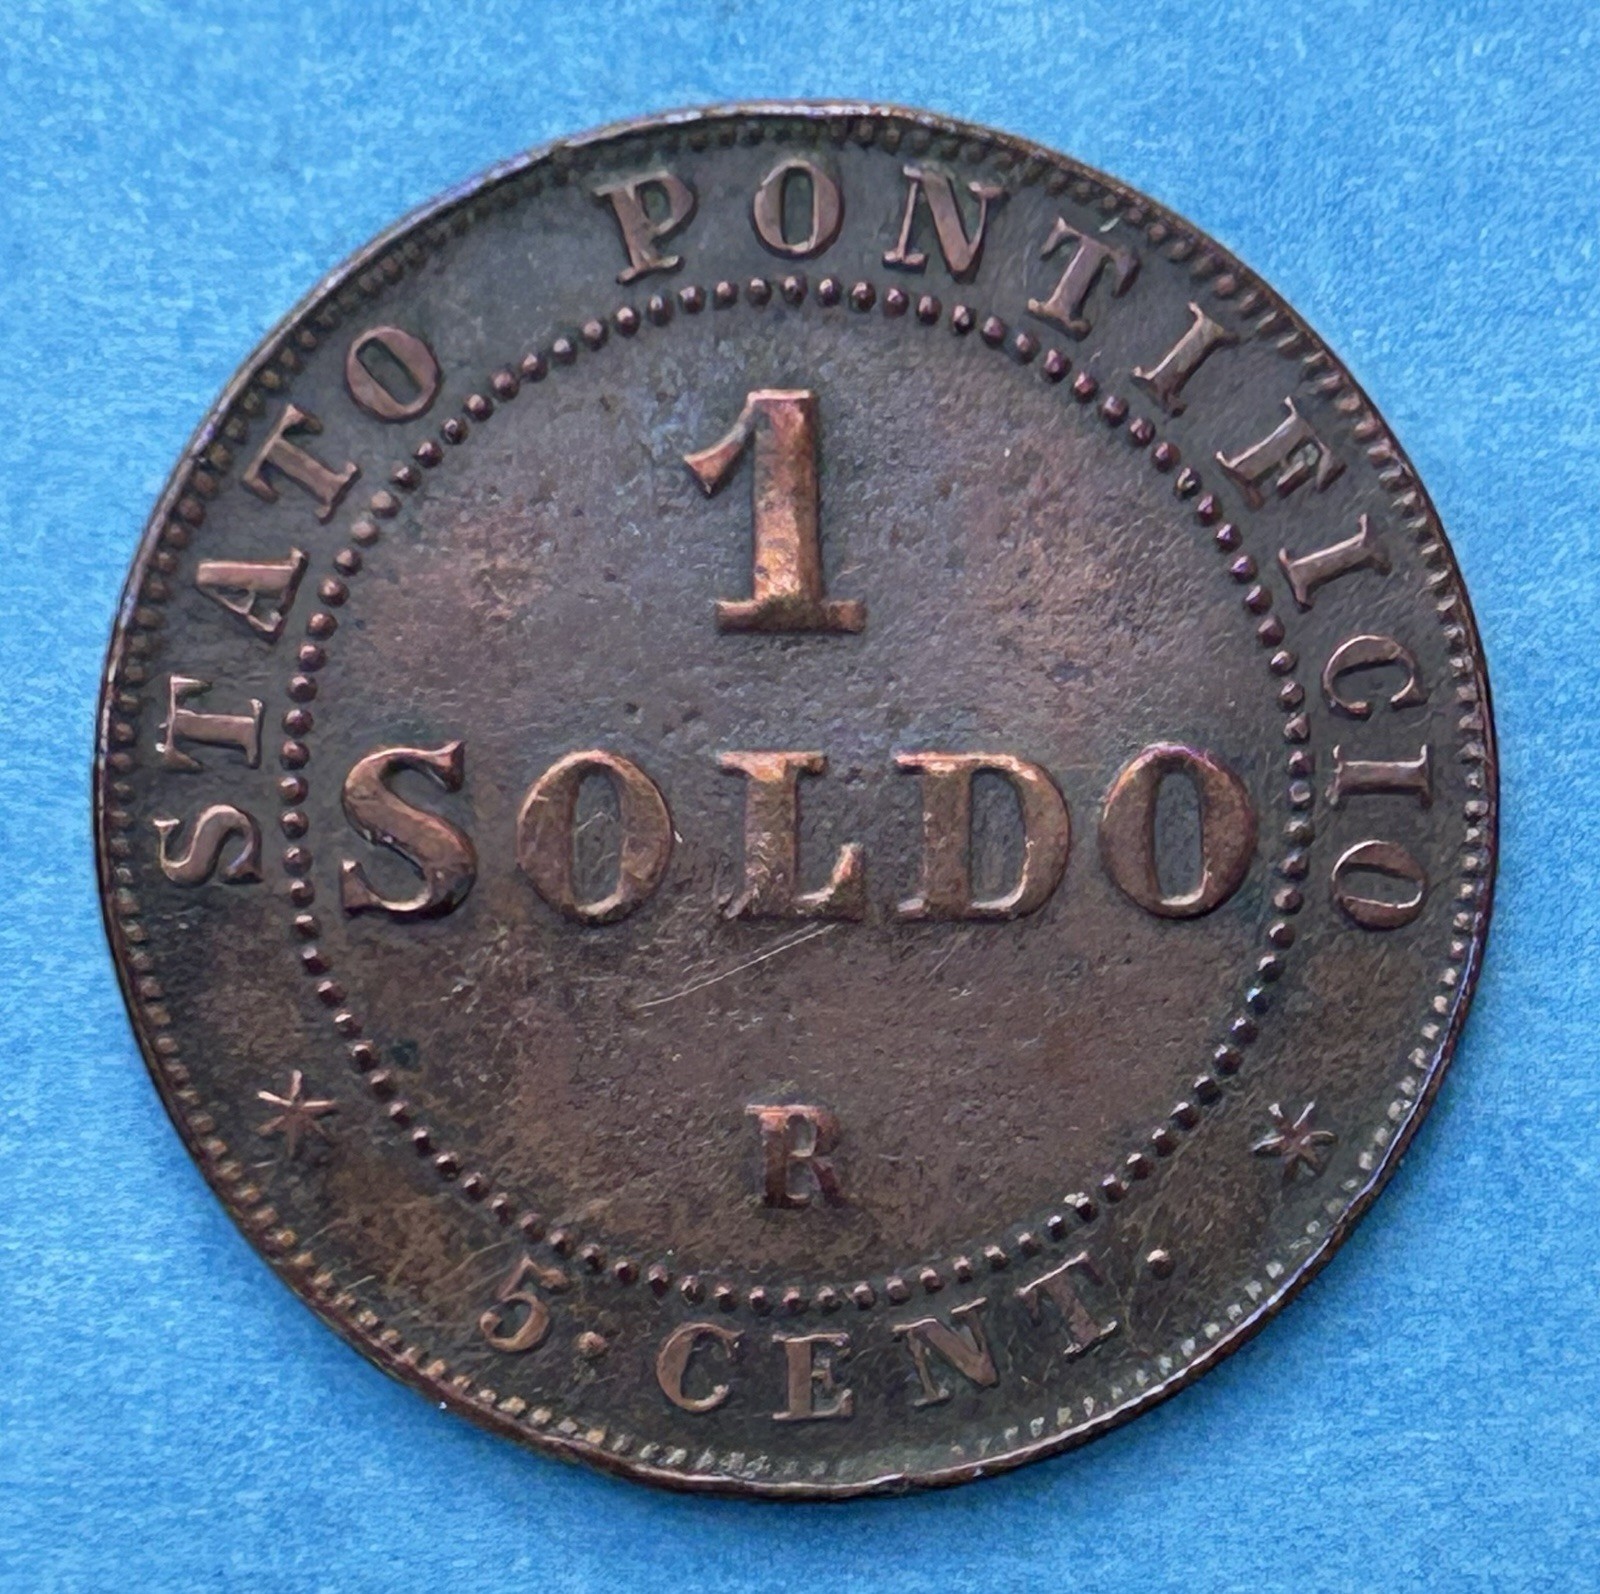 STATO PONTIFICIO
1
SOLDO
R
* 5· CENT· *